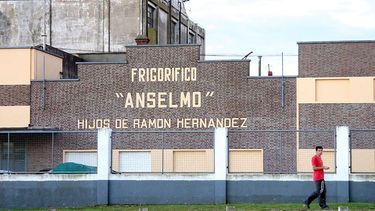 FRIGORIFICO
"ANSELMO"
HIJOS DE RAMON HERNANDEZ